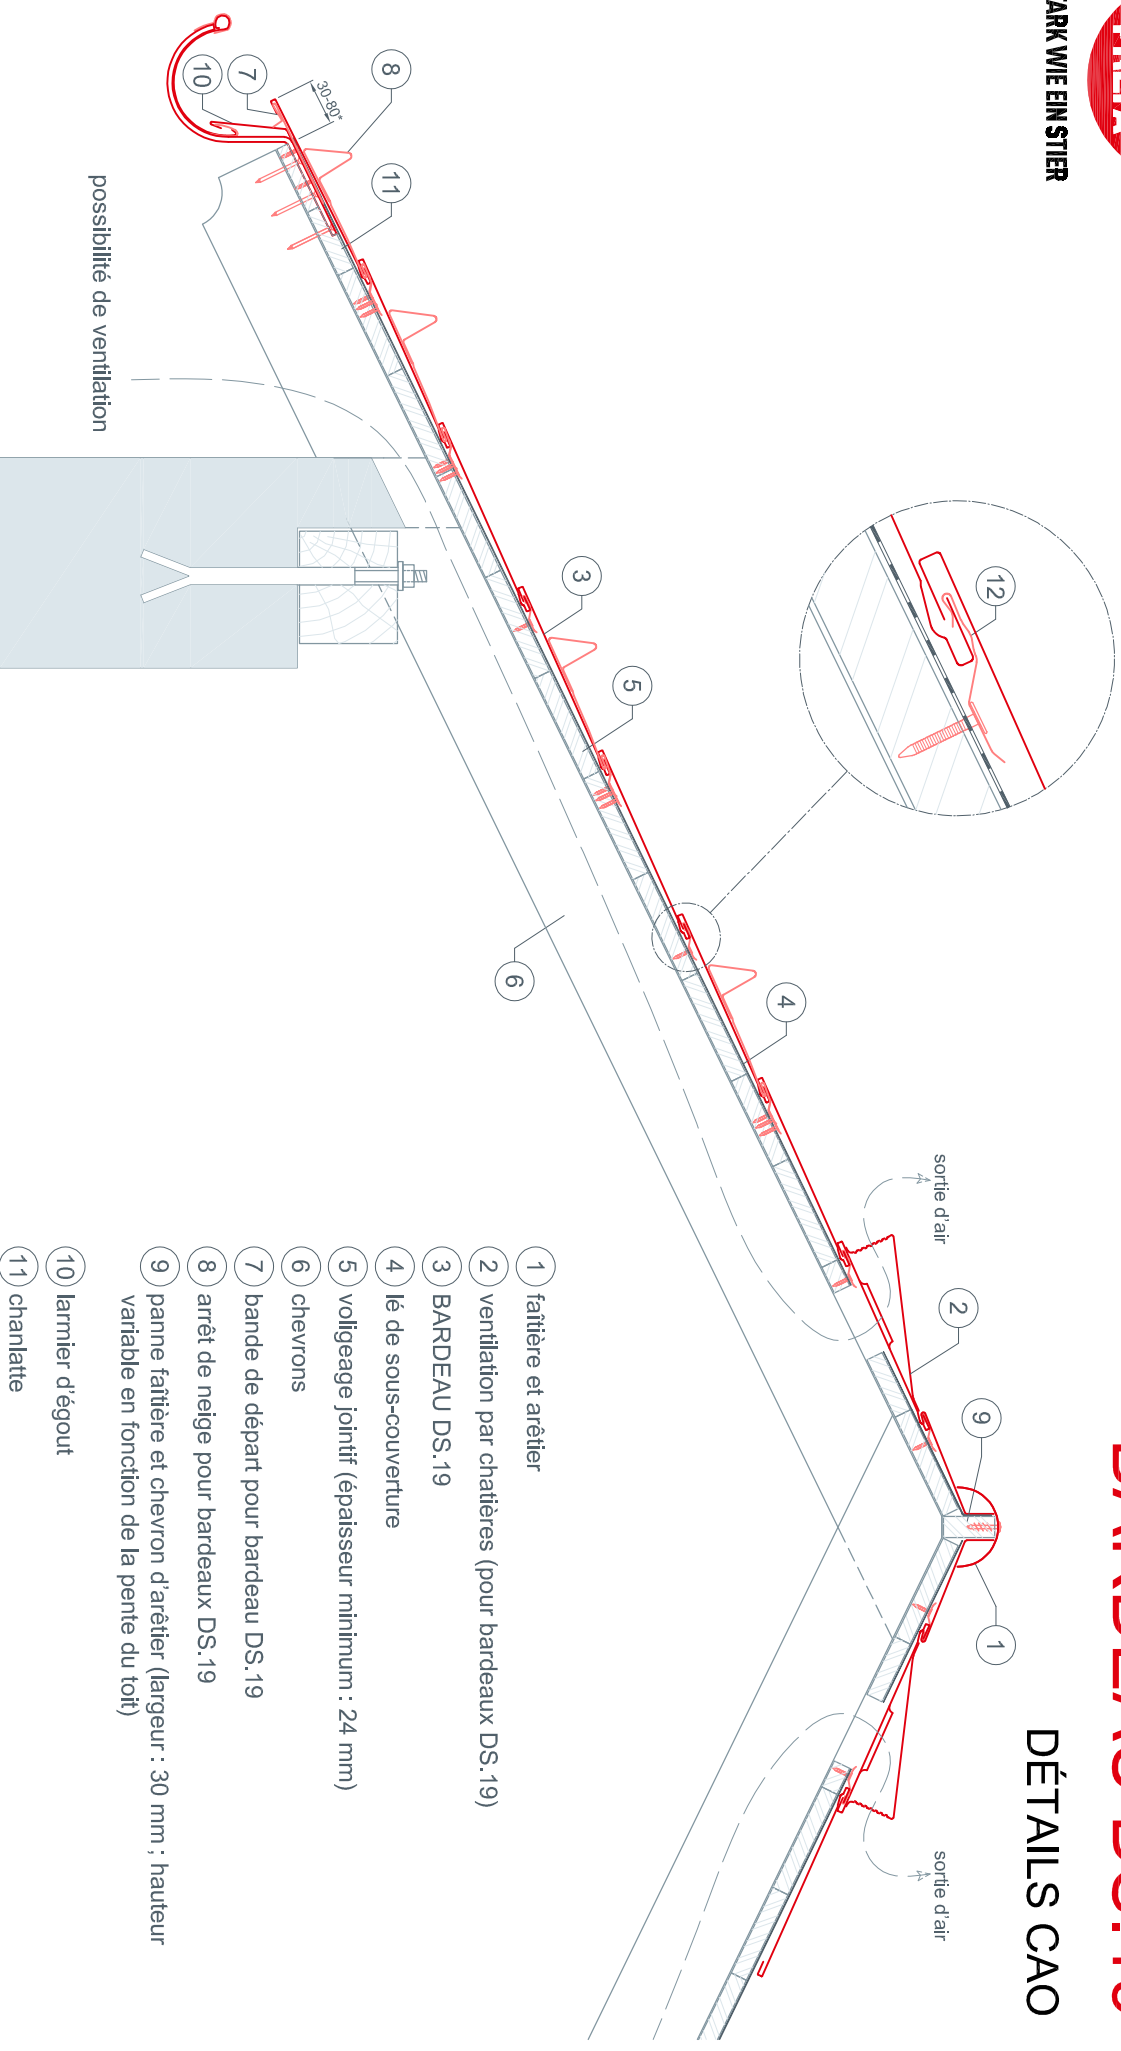 STARK WIE EIN STIER
DÉTAILS CAO
8
7
10
30-80*
11
possibilité de ventilation
12
3
5
6
4
sortie d'air
2
9
1
sortie d'air
1 faîtière et arêtier
2 ventilation par chatières (pour bardeaux DS.19)
3 BARDEAU DS.19
4 lé de sous-couverture
5 voligeage jointif (épaisseur minimum : 24 mm)
6 chevrons
7 bande de départ pour bardeau DS.19
8 arrêt de neige pour bardeaux DS.19
9 panne faîtière et chevron d'arêtier (largeur : 30 mm ; hauteur
variable en fonction de la pente du toit)
10 larmier d'égout
11 chanlatte